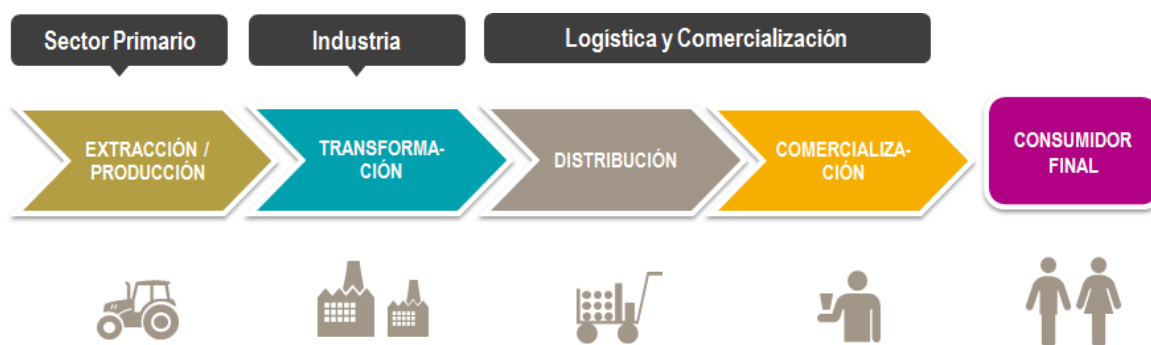 Sector Primario
Industria
Logística y Comercialización
EXTRACCIÓN /
PRODUCCIÓN
TRANSFORMA-
CIÓN
DISTRIBUCIÓN
COMERCIALIZA-
CIÓN
CONSUMIDOR
FINAL